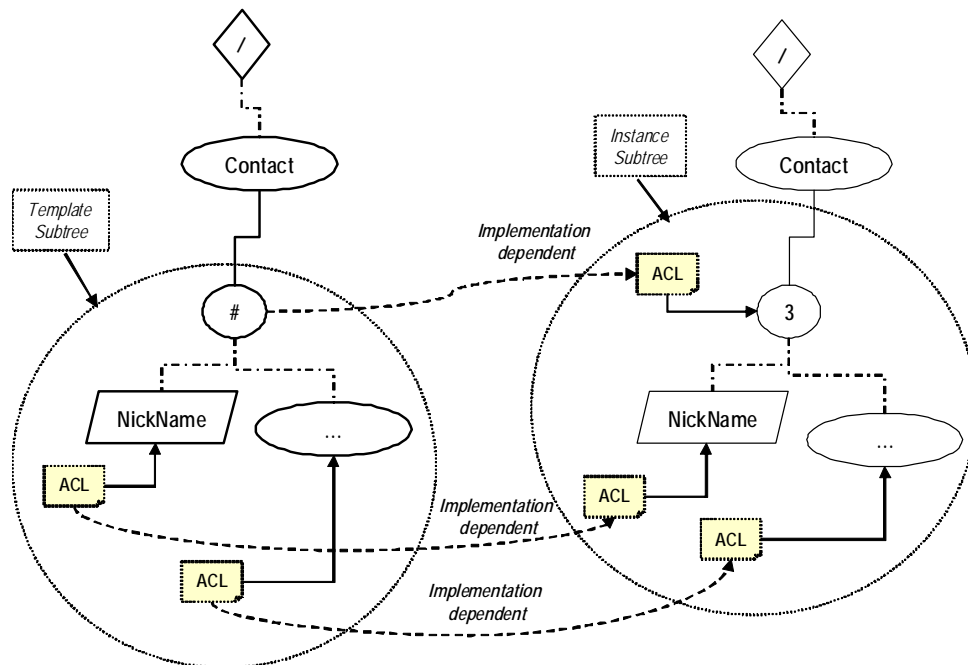 /
Contact
Template
Subtree
#
NickName
...
ACL
ACL
Implementation
dependent
Implementation
dependent
Implementation
dependent
/
Instance
Subtree
Contact
ACL
3
NickName
...
ACL
ACL